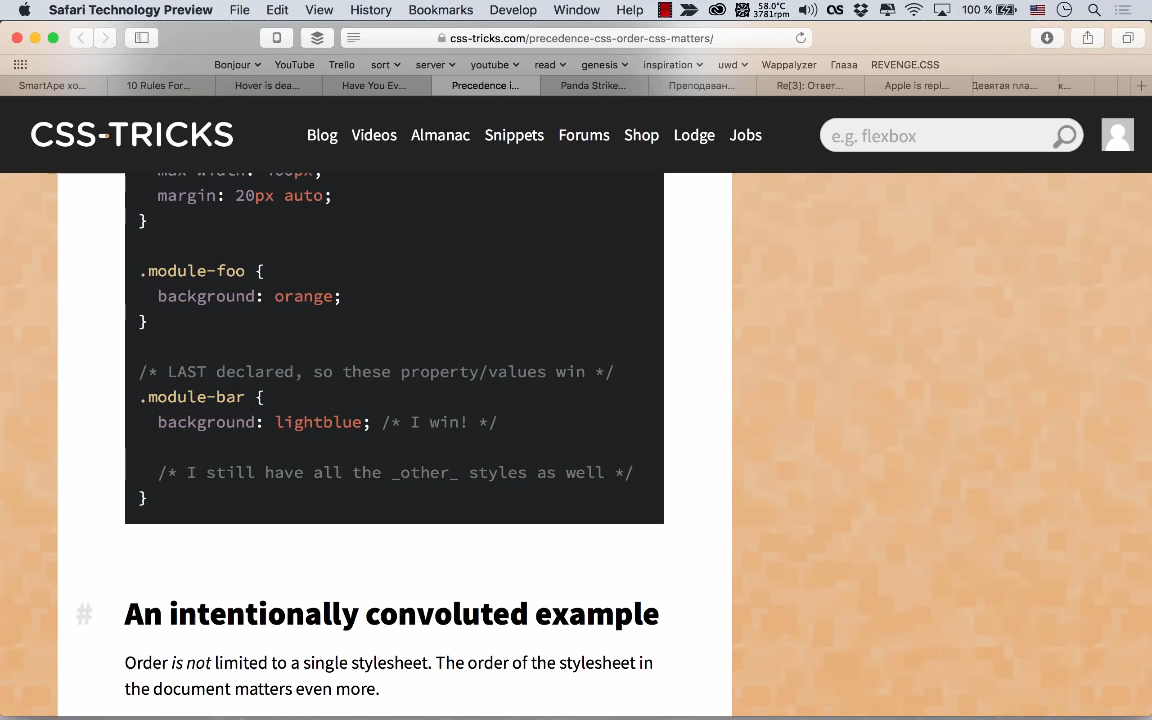 Safari Technology Preview File Edit View History Bookmarks Develop Window Help 58.0°C 3781rpm 100 %
css-tricks.com/precedence-css-order-css-matters/
Bonjour YouTube Trello sort server youtube read genesis inspiration uwd Wappalyzer Глаза REVENGE.CSS
SmartApe xo... 10 Rules For... Hover is dea... Have You Ev... Precedence i... Panda Strike... Преподаван... Re[3]: Ответ... Apple is repl... Девятая пла... к...
CSS-TRICKS Blog Videos Almanac Snippets Forums Shop Lodge Jobs e.g. flexbox
margin: 20px auto;
}
.module-foo {
background: orange;
}
/* LAST declared, so these property/values win */
.module-bar {
background: lightblue; /* I win! */
/* I still have all the _other_ styles as well */
}
# An intentionally convoluted example
Order is not limited to a single stylesheet. The order of the stylesheet in
the document matters even more.